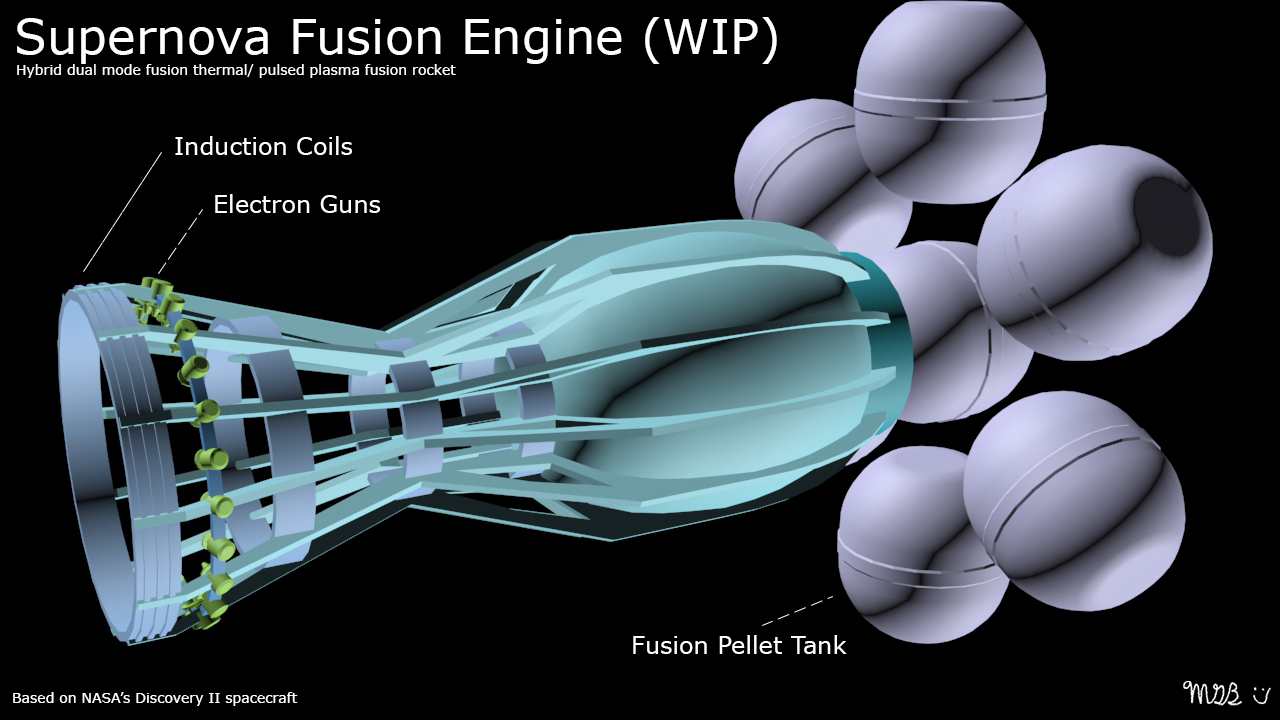 Supernova Fusion Engine (WIP)
Hybrid dual mode fusion thermal/ pulsed plasma fusion rocket
Induction Coils
Electron Guns
Fusion Pellet Tank
Based on NASA’s Discovery II spacecraft